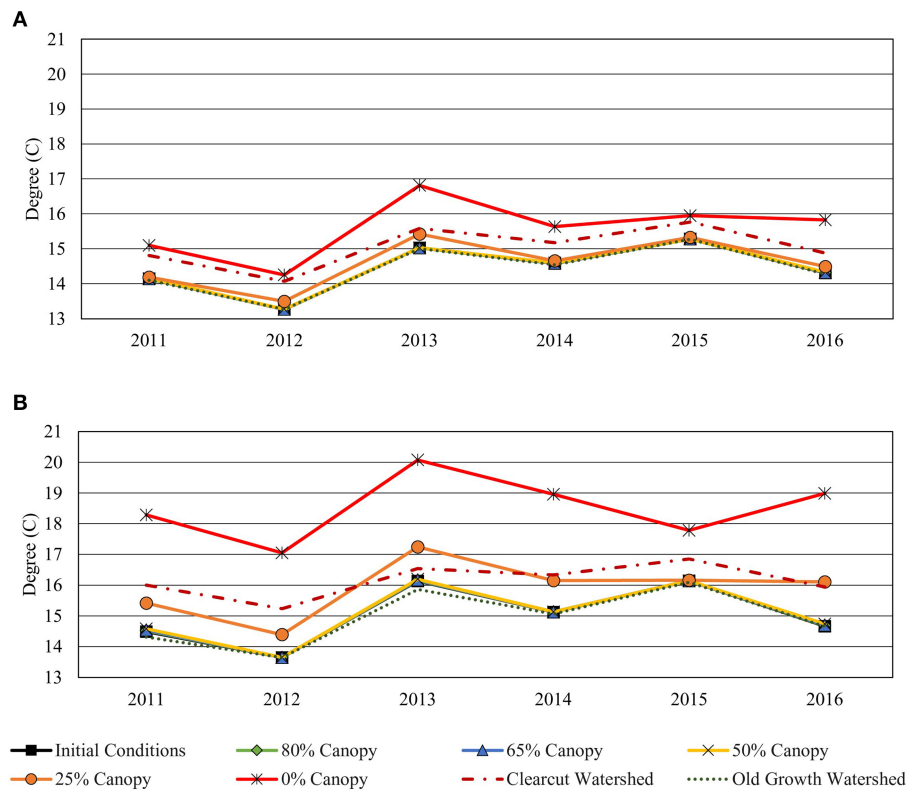 A
21
20
19
18
17
16
15
14
13
Degree (C)
2011 2012 2013 2014 2015 2016
B
21
20
19
18
17
16
15
14
13
Degree (C)
2011 2012 2013 2014 2015 2016
Initial Conditions 80% Canopy 65% Canopy 50% Canopy
25% Canopy 0% Canopy Clearcut Watershed Old Growth Watershed